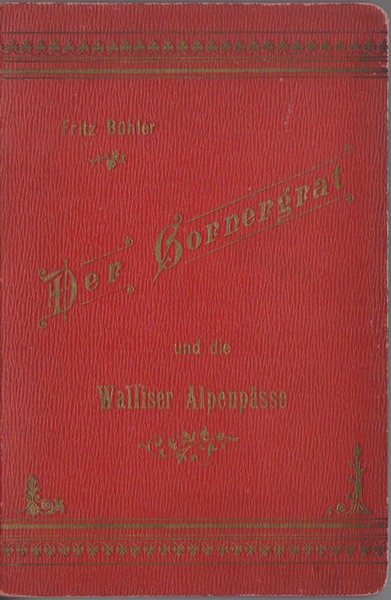 Fritz Bühler
Der Gornergrat
und die
Walliser Alpenpässe